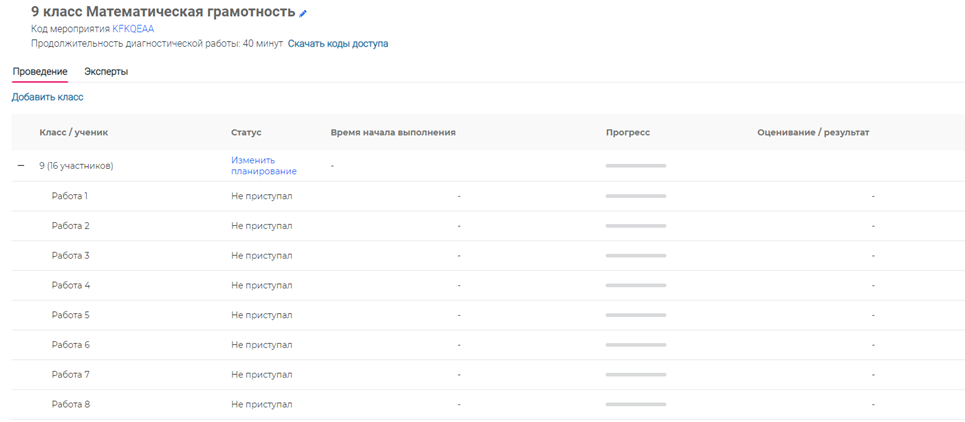 9 класс Математическая грамотность
Код мероприятия KFKQEAA
Продолжительность диагностической работы: 40 минут Скачать коды доступа
Проведение Эксперты
Добавить класс
Класс / ученик Статус Время начала выполнения Прогресс Оценивание / результат
− 9 (16 участников) Изменить планирование -
Работа 1 Не приступал - -
Работа 2 Не приступал - -
Работа 3 Не приступал - -
Работа 4 Не приступал - -
Работа 5 Не приступал - -
Работа 6 Не приступал - -
Работа 7 Не приступал - -
Работа 8 Не приступал - -